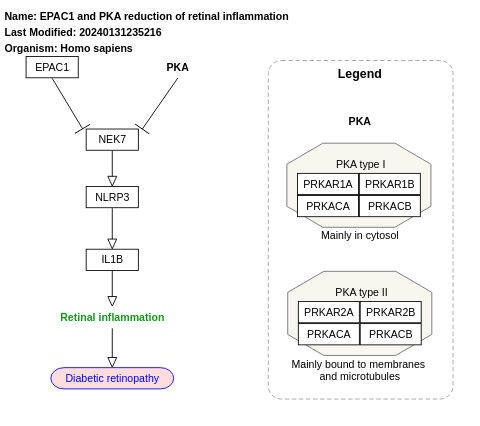 Name: EPAC1 and PKA reduction of retinal inflammation
Last Modified: 20240131235216
Organism: Homo sapiens
EPAC1
PKA
NEK7
NLRP3
IL1B
Retinal inflammation
Diabetic retinopathy
Legend
PKA
PKA type I
PRKAR1A PRKAR1B
PRKACA PRKACB
Mainly in cytosol
PKA type II
PRKAR2A PRKAR2B
PRKACA PRKACB
Mainly bound to membranes
and microtubules